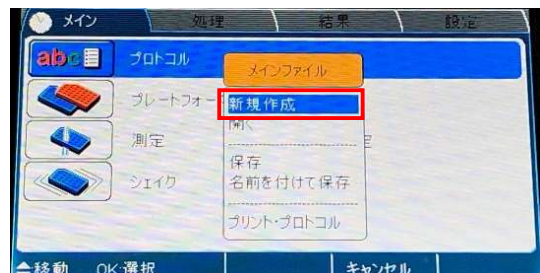 メイン 処理 結果 設定
abc プロトコル
メインファイル
プレートフォー
新規作成
開く
測定 定
保存
シェイク 名前を付けて保存
プリント・プロトコル
移動 OK:選択 キャンセル